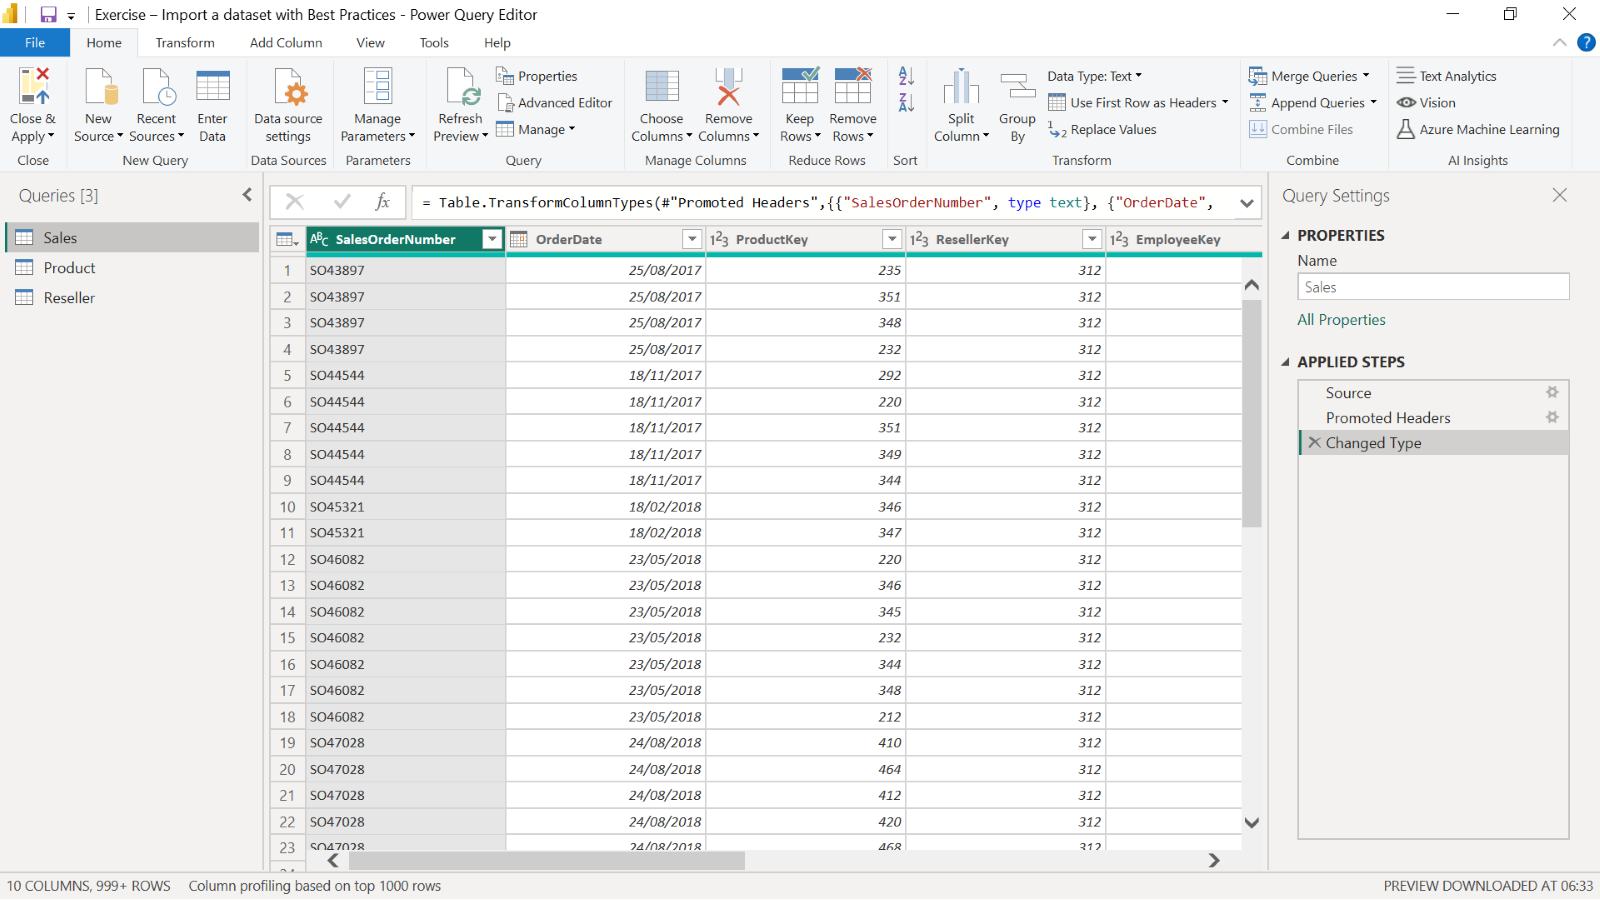 Exercise – Import a dataset with Best Practices - Power Query Editor
File Home Transform Add Column View Tools Help
Close & Apply
New Source
Recent Sources
Enter Data
Data source settings
Manage Parameters
Refresh Preview
Properties
Advanced Editor
Manage
Choose Columns
Remove Columns
Keep Rows
Remove Rows
Split Column
Group By
Data Type: Text
Use First Row as Headers
Replace Values
Merge Queries
Append Queries
Combine Files
Text Analytics
Vision
Azure Machine Learning
Close New Query Data Sources Parameters Query Manage Columns Reduce Rows Sort Transform Combine AI Insights
Queries [3]
Sales
Product
Reseller
fx = Table.TransformColumnTypes(#"Promoted Headers",{{"SalesOrderNumber", type text}, {"OrderDate",
SalesOrderNumber OrderDate ProductKey ResellerKey EmployeeKey
1 SO43897 25/08/2017 235 312
2 SO43897 25/08/2017 351 312
3 SO43897 25/08/2017 348 312
4 SO43897 25/08/2017 232 312
5 SO44544 18/11/2017 292 312
6 SO44544 18/11/2017 220 312
7 SO44544 18/11/2017 351 312
8 SO44544 18/11/2017 349 312
9 SO44544 18/11/2017 344 312
10 SO45321 18/02/2018 346 312
11 SO45321 18/02/2018 347 312
12 SO46082 23/05/2018 220 312
13 SO46082 23/05/2018 346 312
14 SO46082 23/05/2018 345 312
15 SO46082 23/05/2018 232 312
16 SO46082 23/05/2018 344 312
17 SO46082 23/05/2018 348 312
18 SO46082 23/05/2018 212 312
19 SO47028 24/08/2018 410 312
20 SO47028 24/08/2018 464 312
21 SO47028 24/08/2018 412 312
22 SO47028 24/08/2018 420 312
23 SO47028 24/08/2018 468 312
Query Settings
PROPERTIES
Name
Sales
All Properties
APPLIED STEPS
Source
Promoted Headers
Changed Type
10 COLUMNS, 999+ ROWS Column profiling based on top 1000 rows
PREVIEW DOWNLOADED AT 06:33